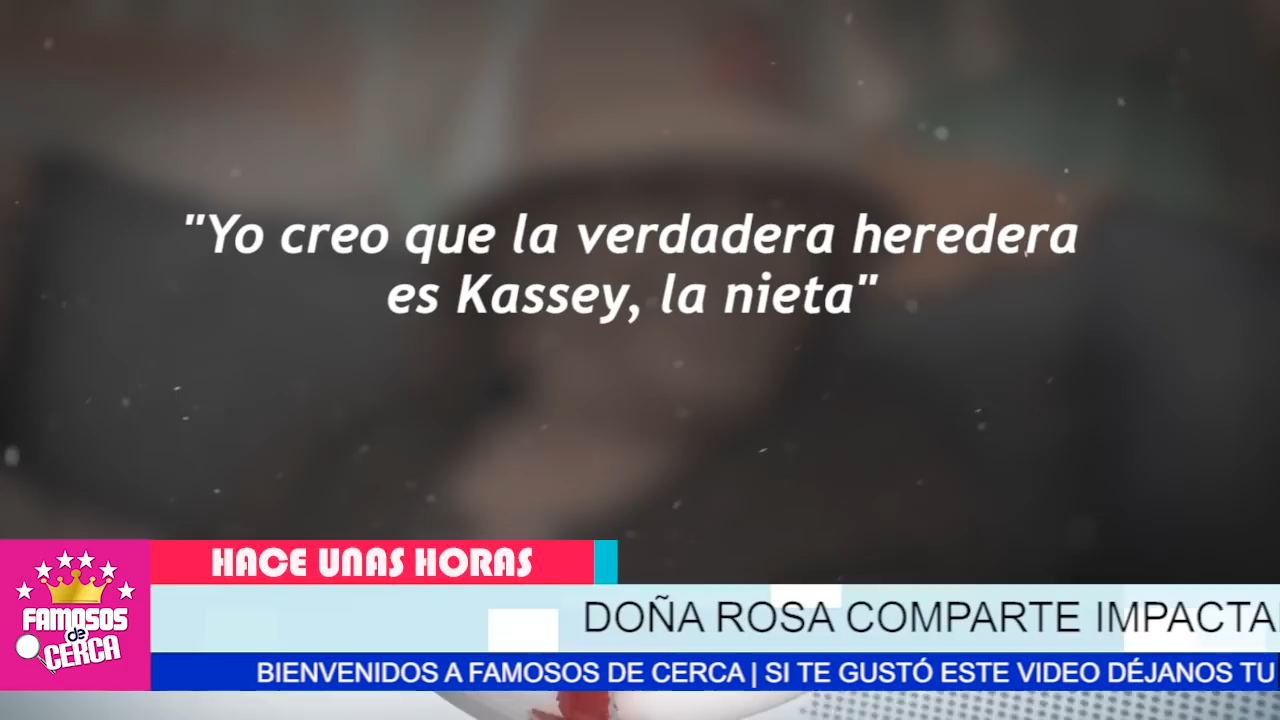 "Yo creo que la verdadera heredera
es Kassey, la nieta"
HACE UNAS HORAS
FAMOSOS
de
CERCA
DOÑA ROSA COMPARTE IMPACTA
BIENVENIDOS A FAMOSOS DE CERCA | SI TE GUSTÓ ESTE VIDEO DÉJANOS TU